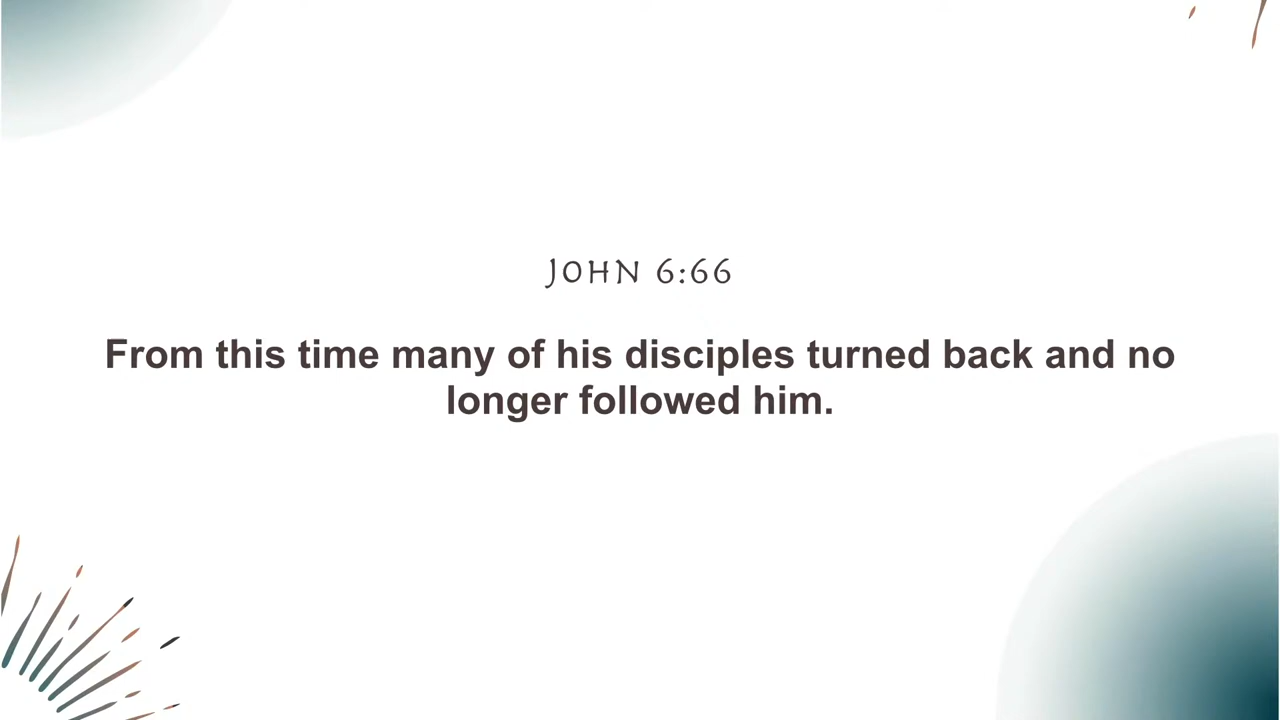 JOHN 6:66
From this time many of his disciples turned back and no
longer followed him.